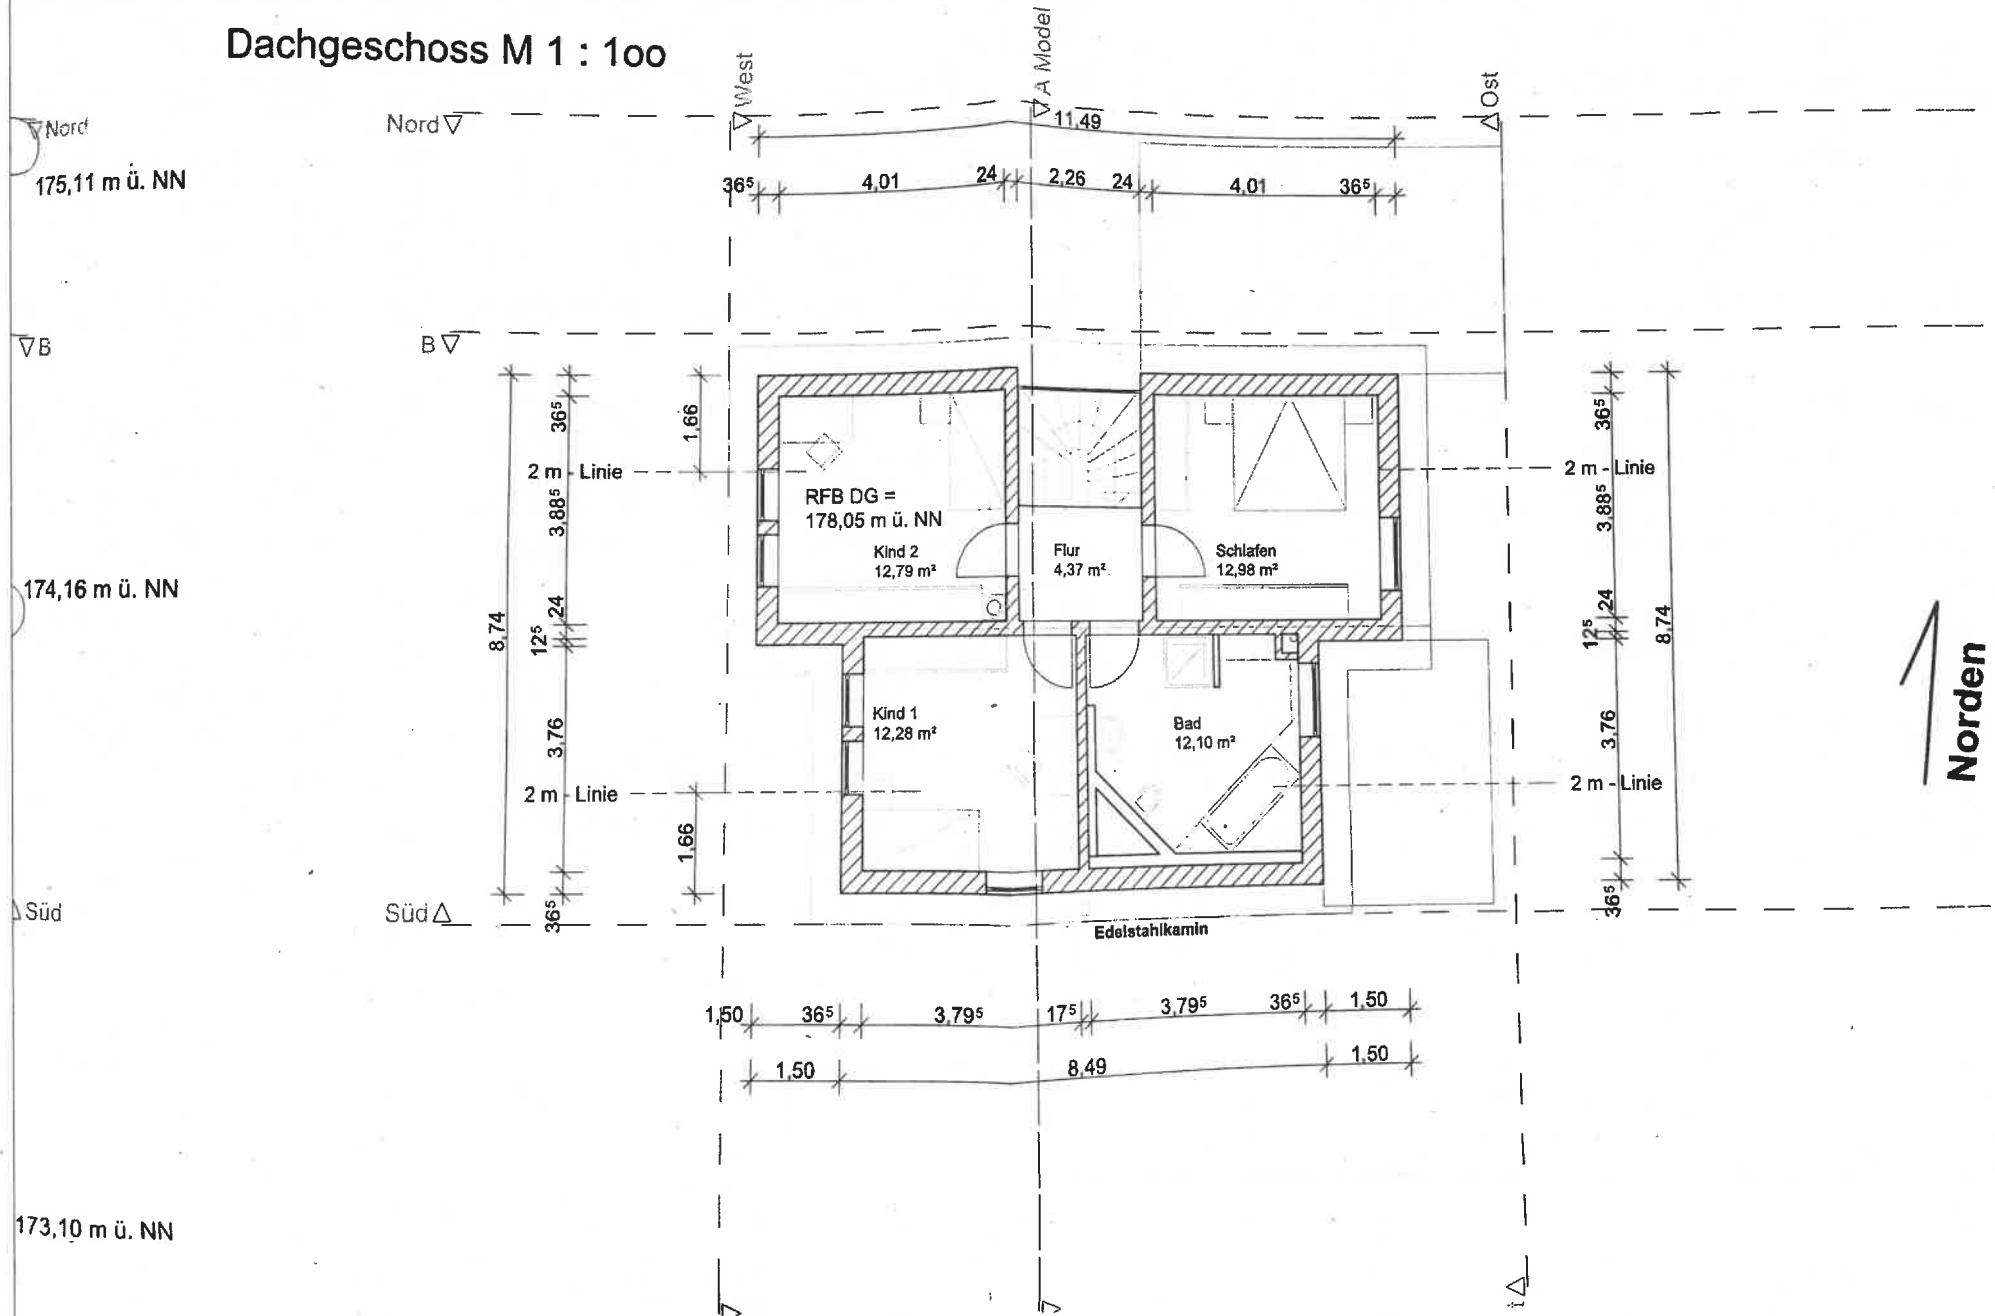 Dachgeschoss M 1 : 1oo
West
A Model
Ost
Nord
Nord
11,49
175,11 m ü. NN
36⁵ 4,01 24 2,26 24 4,01 36⁵
B
B
36⁵
1,66
36⁵
2 m - Linie
2 m - Linie
3,88⁵
3,88⁵
RFB DG =
178,05 m ü. NN
Kind 2
12,79 m²
Flur
4,37 m²
Schlafen
12,98 m²
174,16 m ü. NN
24
24
8,74
12⁵
12⁵
8,74
Norden
Kind 1
12,28 m²
Bad
12,10 m²
3,76
3,76
2 m - Linie
2 m - Linie
1,66
36⁵
36⁵
Süd
Süd
Edelstahlkamin
1,50 36⁵ 3,79⁵ 17⁵ 3,79⁵ 36⁵ 1,50
1,50 8,49 1,50
173,10 m ü. NN